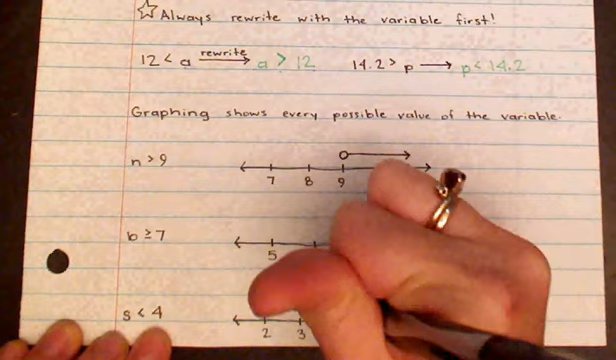 ☆ Always rewrite with the variable first!
12 < a rewrite → a > 12 14.2 > p → p < 14.2
Graphing shows every possible value of the variable.
n > 9
7 8 9
b ≥ 7
5
s < 4
2 3